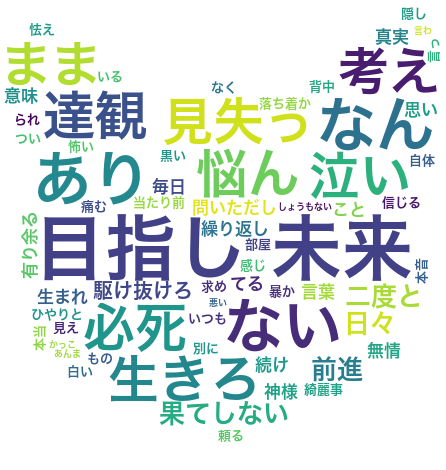 隠し
怯え
真実
言っ
言わ
まま
いる
考え
意味
達観
なく
背中
思い
見失っ
落ち着か
なん
られ
つい
怖い
黒い
自体
あり
毎日
悩ん
泣い
痛む
当たり前
しょうもない
信じる
有り余る
問いただし
こと
目指し
繰り返し
部屋
未来
本音
感じ
生まれ
駆け抜けろ
求め
てる
暴か
言葉
二度と
ひやりと
悪い
本当
見え
必死
いつも
ない
日々
かっこ
あんま
もの
別に
無情
白い
生きろ
続け
前進
神様
綺麗事
果てしない
頼る